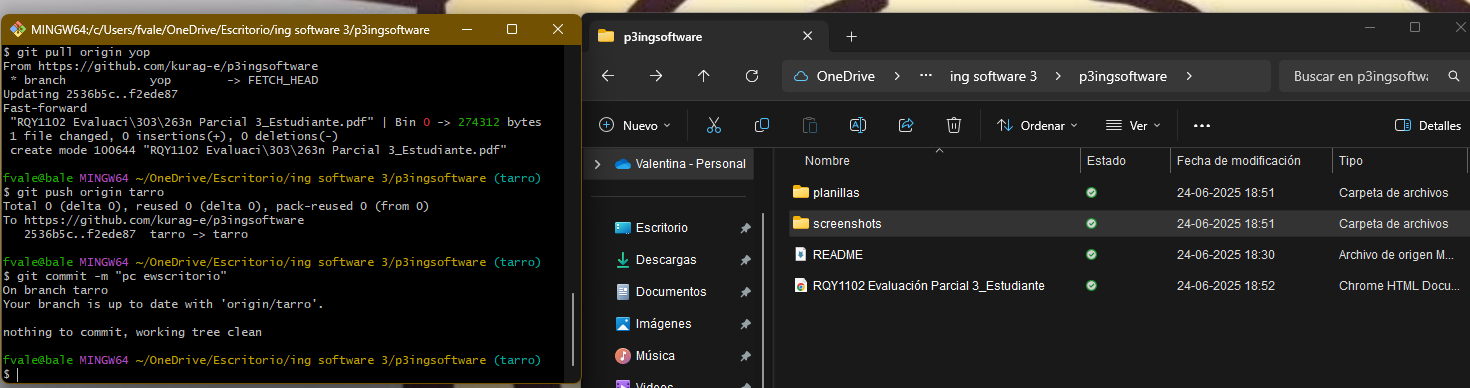 MINGW64:/c/Users/fvale/OneDrive/Escritorio/ing software 3/p3ingsoftware
$ git pull origin yop
From https://github.com/kurag-e/p3ingsoftware
 * branch            yop        -> FETCH_HEAD
Updating 2536b5c..f2ede87
Fast-forward
 "RQY1102 Evaluaci\303\263n Parcial 3_Estudiante.pdf" | Bin 0 -> 274312 bytes
 1 file changed, 0 insertions(+), 0 deletions(-)
 create mode 100644 "RQY1102 Evaluaci\303\263n Parcial 3_Estudiante.pdf"
fvale@bale MINGW64 ~/OneDrive/Escritorio/ing software 3/p3ingsoftware (tarro)
$ git push origin tarro
Total 0 (delta 0), reused 0 (delta 0), pack-reused 0 (from 0)
To https://github.com/kurag-e/p3ingsoftware
   2536b5c..f2ede87  tarro -> tarro
fvale@bale MINGW64 ~/OneDrive/Escritorio/ing software 3/p3ingsoftware (tarro)
$ git commit -m "pc ewscritorio"
On branch tarro
Your branch is up to date with 'origin/tarro'.
nothing to commit, working tree clean
fvale@bale MINGW64 ~/OneDrive/Escritorio/ing software 3/p3ingsoftware (tarro)
$
p3ingsoftware
OneDrive > ... ing software 3 > p3ingsoftware >
Buscar en p3ingsoftwa
Nuevo
Ordenar
Ver
...
Detalles
Valentina - Personal
Escritorio
Descargas
Documentos
Imágenes
Música
Videos
Nombre Estado Fecha de modificación Tipo
planillas 24-06-2025 18:51 Carpeta de archivos
screenshots 24-06-2025 18:51 Carpeta de archivos
README 24-06-2025 18:30 Archivo de origen M...
RQY1102 Evaluación Parcial 3_Estudiante 24-06-2025 18:52 Chrome HTML Docu...